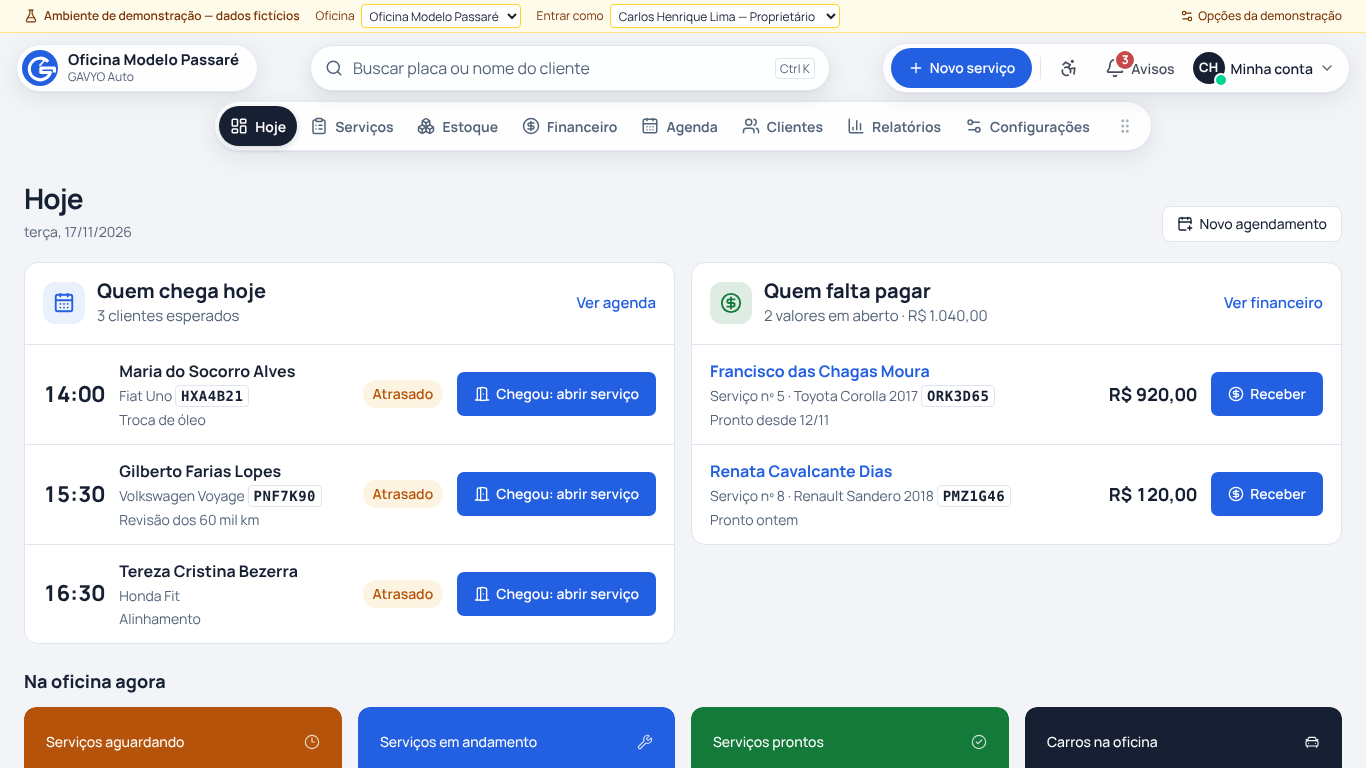 Ambiente de demonstração — dados fictícios Oficina Oficina Modelo Passaré Entrar como Carlos Henrique Lima — Proprietário Opções da demonstração
Oficina Modelo Passaré
GAVYO Auto
Buscar placa ou nome do cliente Ctrl K
Novo serviço
3
Avisos
CH
Minha conta
Hoje Serviços Estoque Financeiro Agenda Clientes Relatórios Configurações
Hoje
terça, 17/11/2026
Novo agendamento
Quem chega hoje
3 clientes esperados
Ver agenda
14:00
Maria do Socorro Alves
Fiat Uno HXA4B21
Troca de óleo
Atrasado
Chegou: abrir serviço
15:30
Gilberto Farias Lopes
Volkswagen Voyage PNF7K90
Revisão dos 60 mil km
Atrasado
Chegou: abrir serviço
16:30
Tereza Cristina Bezerra
Honda Fit
Alinhamento
Atrasado
Chegou: abrir serviço
Quem falta pagar
2 valores em aberto · R$ 1.040,00
Ver financeiro
Francisco das Chagas Moura
Serviço nº 5 · Toyota Corolla 2017 ORK3D65
Pronto desde 12/11
R$ 920,00
Receber
Renata Cavalcante Dias
Serviço nº 8 · Renault Sandero 2018 PMZ1G46
Pronto ontem
R$ 120,00
Receber
Na oficina agora
Serviços aguardando
Serviços em andamento
Serviços prontos
Carros na oficina